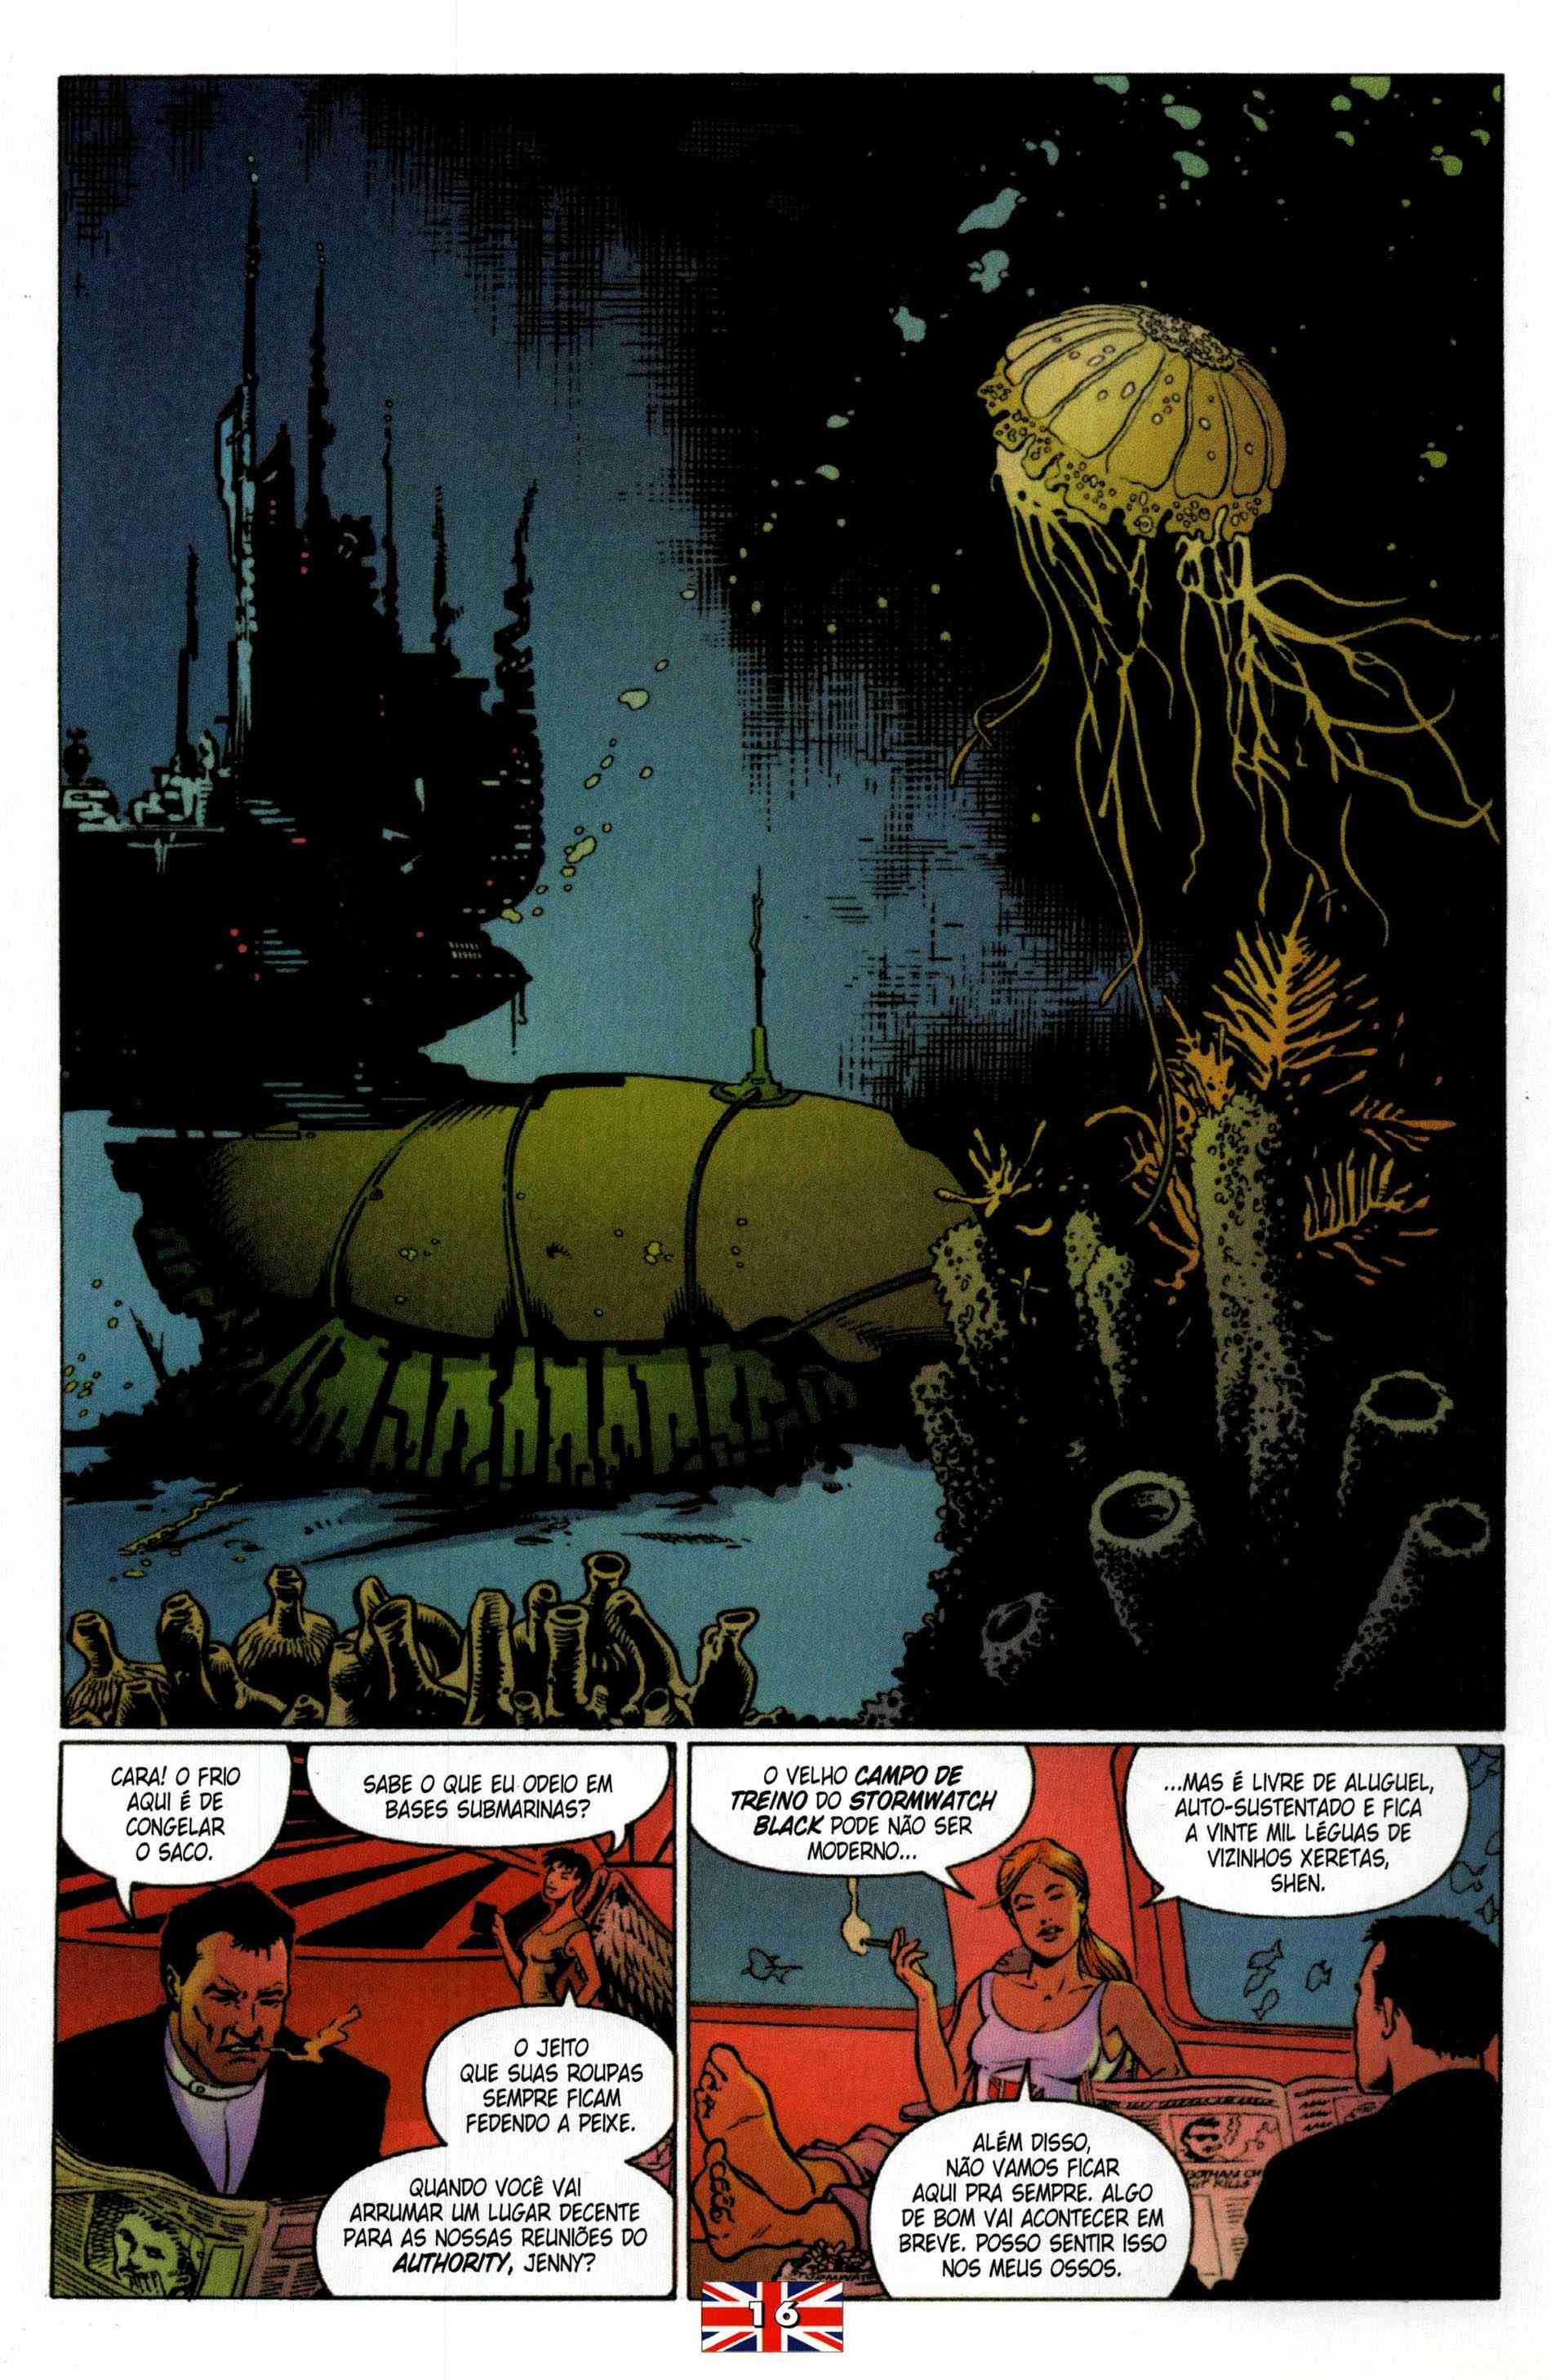 CARA! O FRIO
AQUI É DE
CONGELAR
O SACO.
SABE O QUE EU ODEIO EM
BASES SUBMARINAS?
O JEITO
QUE SUAS ROUPAS
SEMPRE FICAM
FEDENDO A PEIXE.
QUANDO VOCÊ VAI
ARRUMAR UM LUGAR DECENTE
PARA AS NOSSAS REUNIÕES DO
AUTHORITY, JENNY?
O VELHO CAMPO DE
TREINO DO STORMWATCH
BLACK PODE NÃO SER
MODERNO...
...MAS É LIVRE DE ALUGUEL,
AUTO-SUSTENTADO E FICA
A VINTE MIL LÉGUAS DE
VIZINHOS XERETAS,
SHEN.
ALÉM DISSO,
NÃO VAMOS FICAR
AQUI PRA SEMPRE. ALGO
DE BOM VAI ACONTECER EM
BREVE. POSSO SENTIR ISSO
NOS MEUS OSSOS.
16